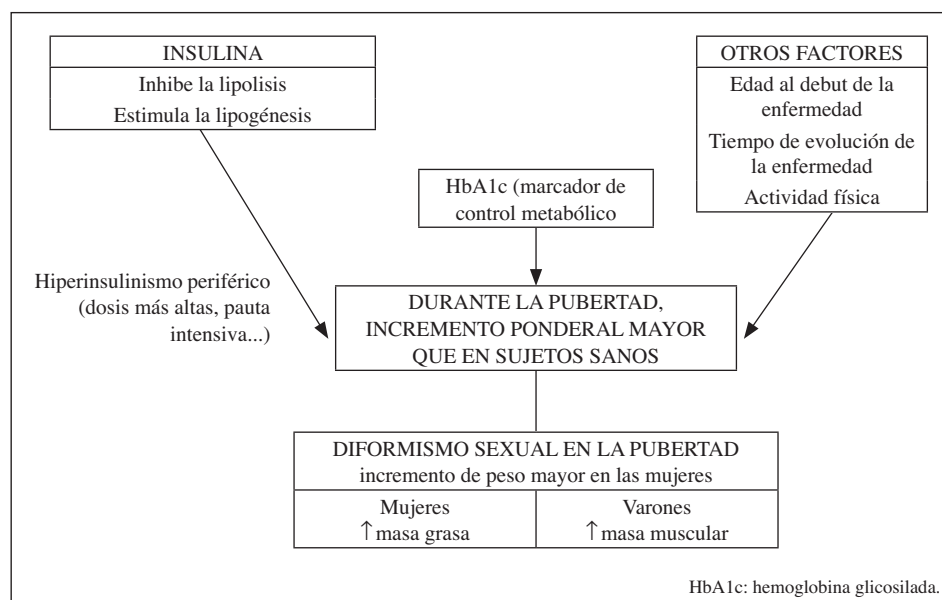 INSULINA
Inhibe la lipolisis
Estimula la lipogénesis
OTROS FACTORES
Edad al debut de la
enfermedad
Tiempo de evolución de
la enfermedad
Actividad física
HbA1c (marcador de
control metabólico
Hiperinsulinismo periférico
(dosis más altas, pauta
intensiva...)
DURANTE LA PUBERTAD,
INCREMENTO PONDERAL MAYOR
QUE EN SUJETOS SANOS
DIFORMISMO SEXUAL EN LA PUBERTAD
incremento de peso mayor en las mujeres
Mujeres
↑ masa grasa
Varones
↑ masa muscular
HbA1c: hemoglobina glicosilada.